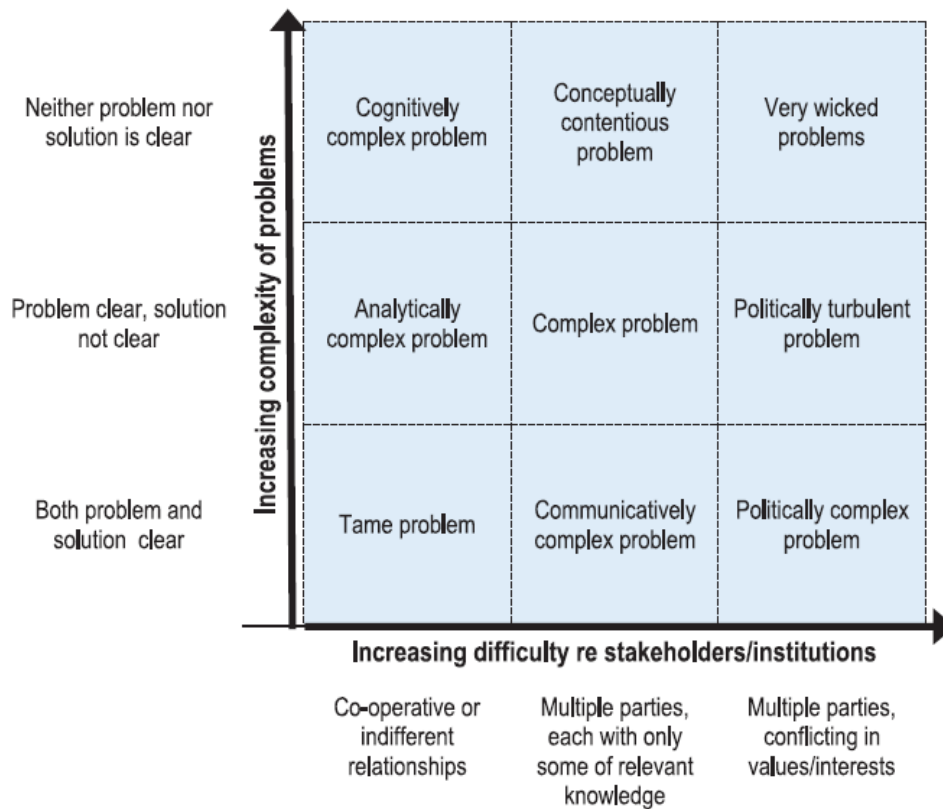 Neither problem nor
solution is clear
Cognitively
complex problem
Conceptually
contentious
problem
Very wicked
problems
Increasing complexity of problems
Problem clear, solution
not clear
Analytically
complex problem
Complex problem
Politically turbulent
problem
Both problem and
solution clear
Tame problem
Communicatively
complex problem
Politically complex
problem
Increasing difficulty re stakeholders/institutions
Co-operative or
indifferent
relationships
Multiple parties,
each with only
some of relevant
knowledge
Multiple parties,
conflicting in
values/interests